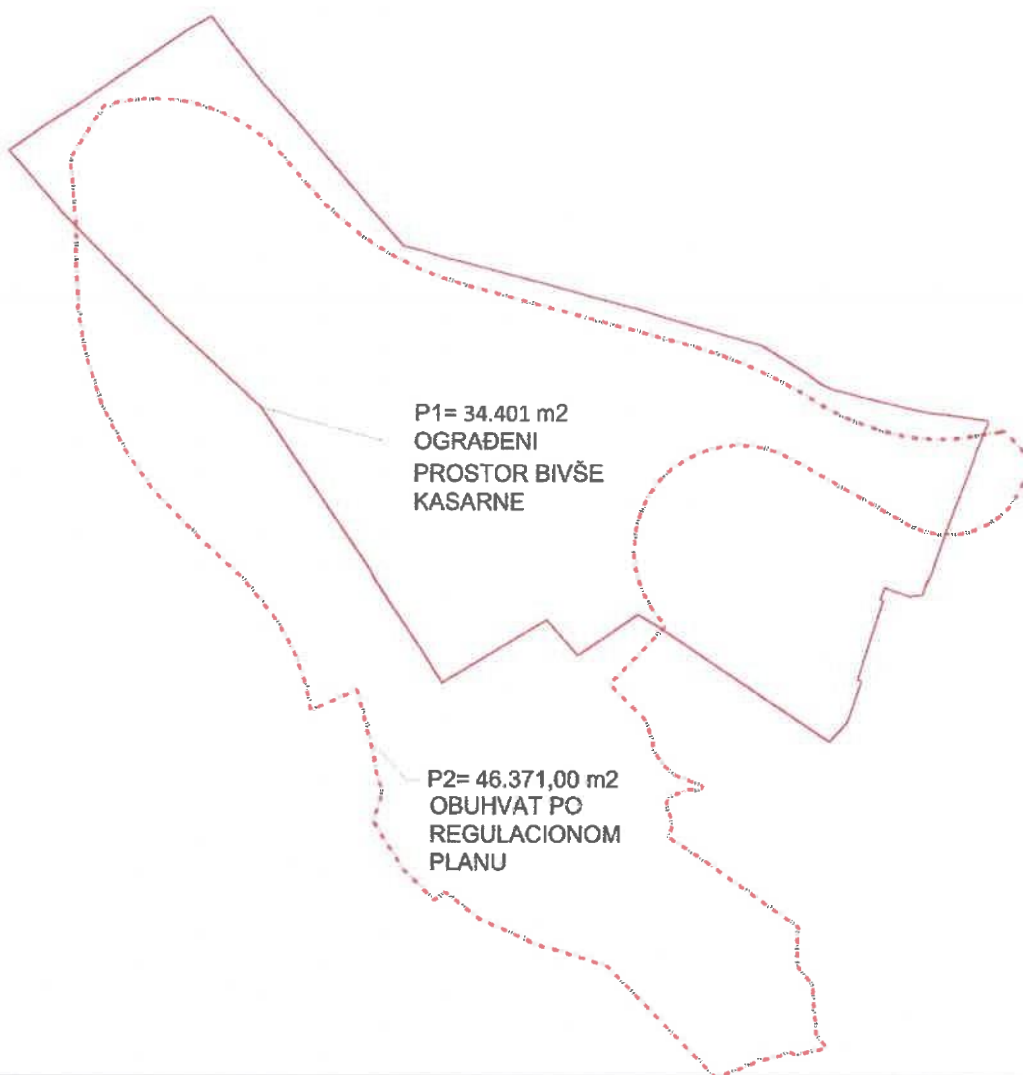 P1= 34.401 m2
OGRAĐENI
PROSTOR BIVŠE
KASARNE
P2= 46.371,00 m2
OBUHVAT PO
REGULACIONOM
PLANU